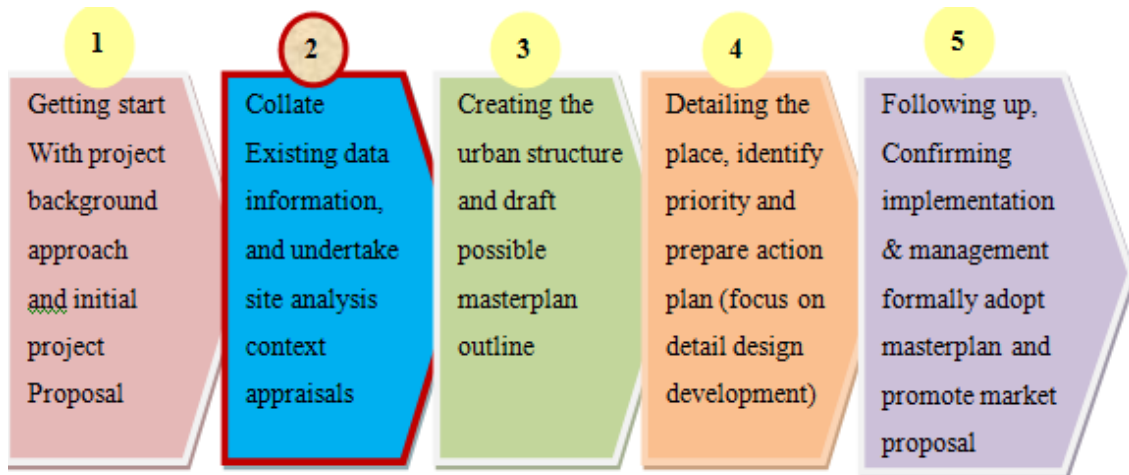 1
Getting start
With project
background
approach
and initial
project
Proposal
2
Collate
Existing data
information,
and undertake
site analysis
context
appraisals
3
Creating the
urban structure
and draft
possible
masterplan
outline
4
Detailing the
place, identify
priority and
prepare action
plan (focus on
detail design
development)
5
Following up,
Confirming
implementation
& management
formally adopt
masterplan and
promote market
proposal